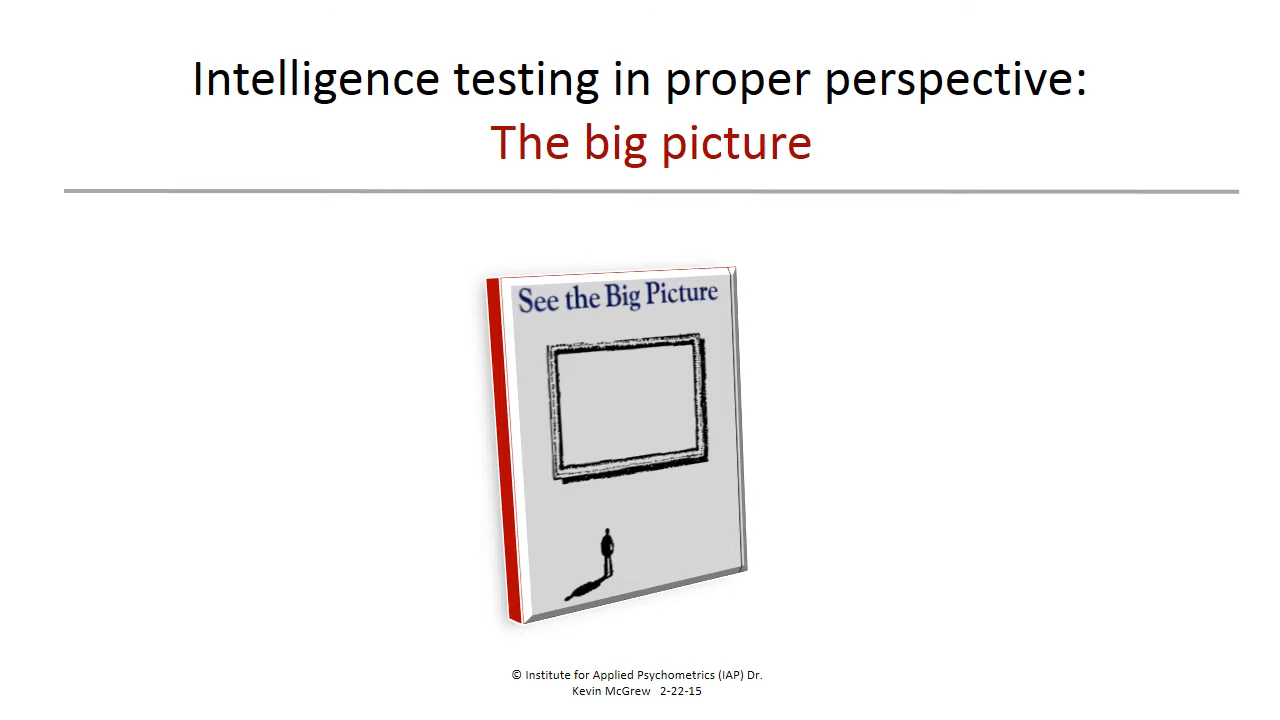 Intelligence testing in proper perspective:
The big picture
See the Big Picture
© Institute for Applied Psychometrics (IAP) Dr.
Kevin McGrew 2-22-15